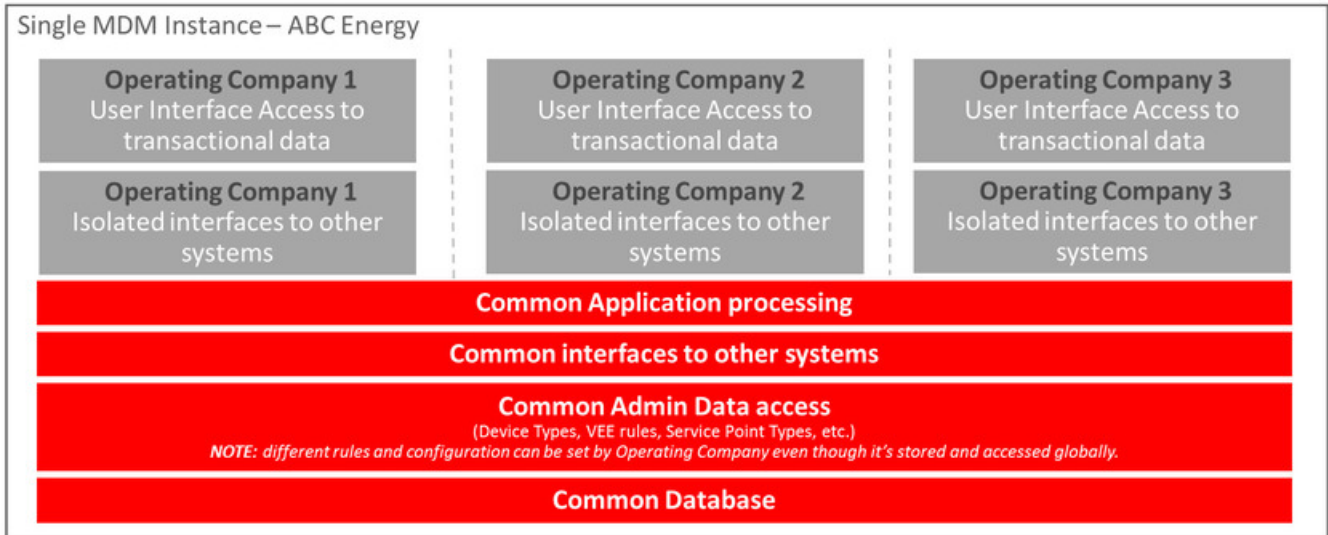 Single MDM Instance – ABC Energy
Operating Company 1
User Interface Access to
transactional data
Operating Company 2
User Interface Access to
transactional data
Operating Company 3
User Interface Access to
transactional data
Operating Company 1
Isolated interfaces to other
systems
Operating Company 2
Isolated interfaces to other
systems
Operating Company 3
Isolated interfaces to other
systems
Common Application processing
Common interfaces to other systems
Common Admin Data access
(Device Types, VEE rules, Service Point Types, etc.)
NOTE: different rules and configuration can be set by Operating Company even though it's stored and accessed globally.
Common Database